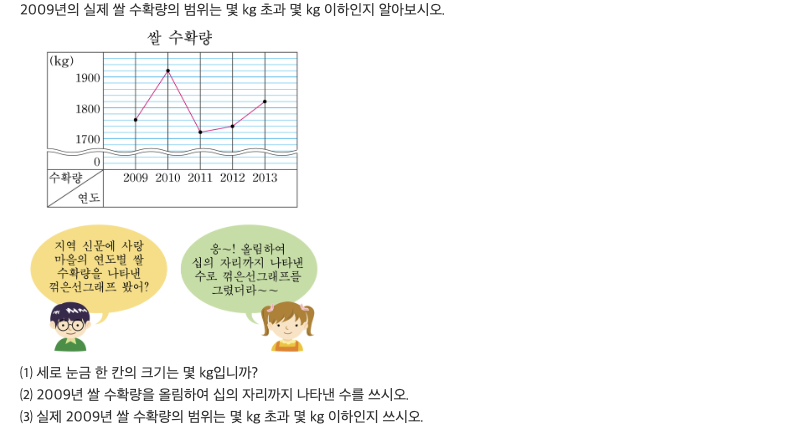 2009년의 실제 쌀 수확량의 범위는 몇 kg 초과 몇 kg 이하인지 알아보시오.
쌀 수확량
(kg)
1900
1800
1700
0
수확량
2009 2010 2011 2012 2013
연도
지역 신문에 사랑
마을의 연도별 쌀
수확량을 나타낸
꺾은선그래프 봤어?
응~! 올림하여
십의 자리까지 나타낸
수로 꺾은선그래프를
그렸더라~~
(1) 세로 눈금 한 칸의 크기는 몇 kg입니까?
(2) 2009년 쌀 수확량을 올림하여 십의 자리까지 나타낸 수를 쓰시오.
(3) 실제 2009년 쌀 수확량의 범위는 몇 kg 초과 몇 kg 이하인지 쓰시오.